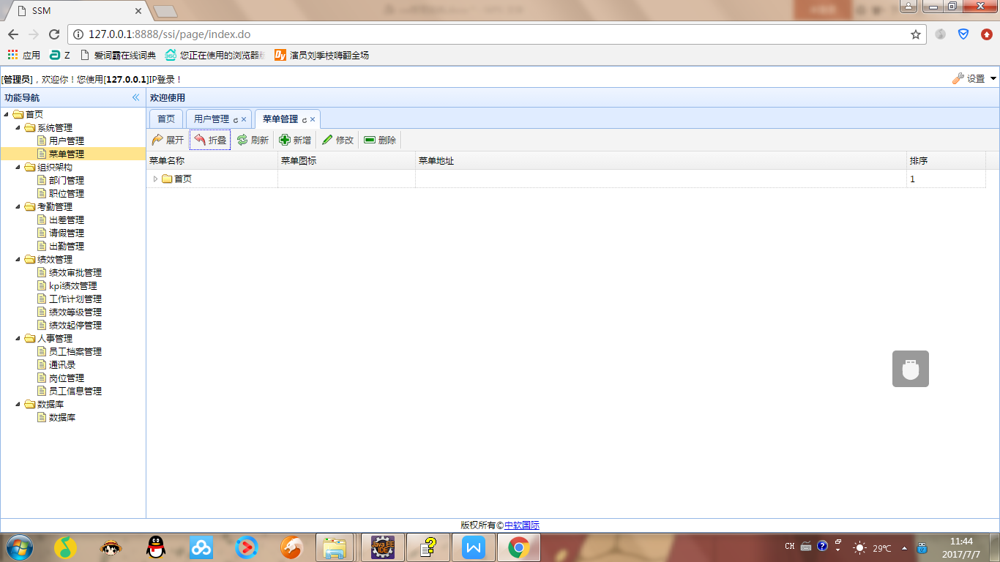 SSM
127.0.0.1:8888/ssi/page/index.do
应用 Z 爱词霸在线词典 您正在使用的浏览器 演员刘季枝嗨翻全场
[管理员]，欢迎你！您使用[127.0.0.1]IP登录！ 设置
功能导航 欢迎使用
首页 用户管理 菜单管理
展开 折叠 刷新 新增 修改 删除
菜单名称 菜单图标 菜单地址 排序
首页 1
首页
系统管理
用户管理
菜单管理
组织架构
部门管理
职位管理
考勤管理
出差管理
请假管理
出勤管理
绩效管理
绩效审批管理
kpi绩效管理
工作计划管理
绩效等级管理
绩效起停管理
人事管理
员工档案管理
通讯录
岗位管理
员工信息管理
数据库
数据库
版权所有©中软国际
Java EE
IDE
CH 29℃ 11:44
2017/7/7